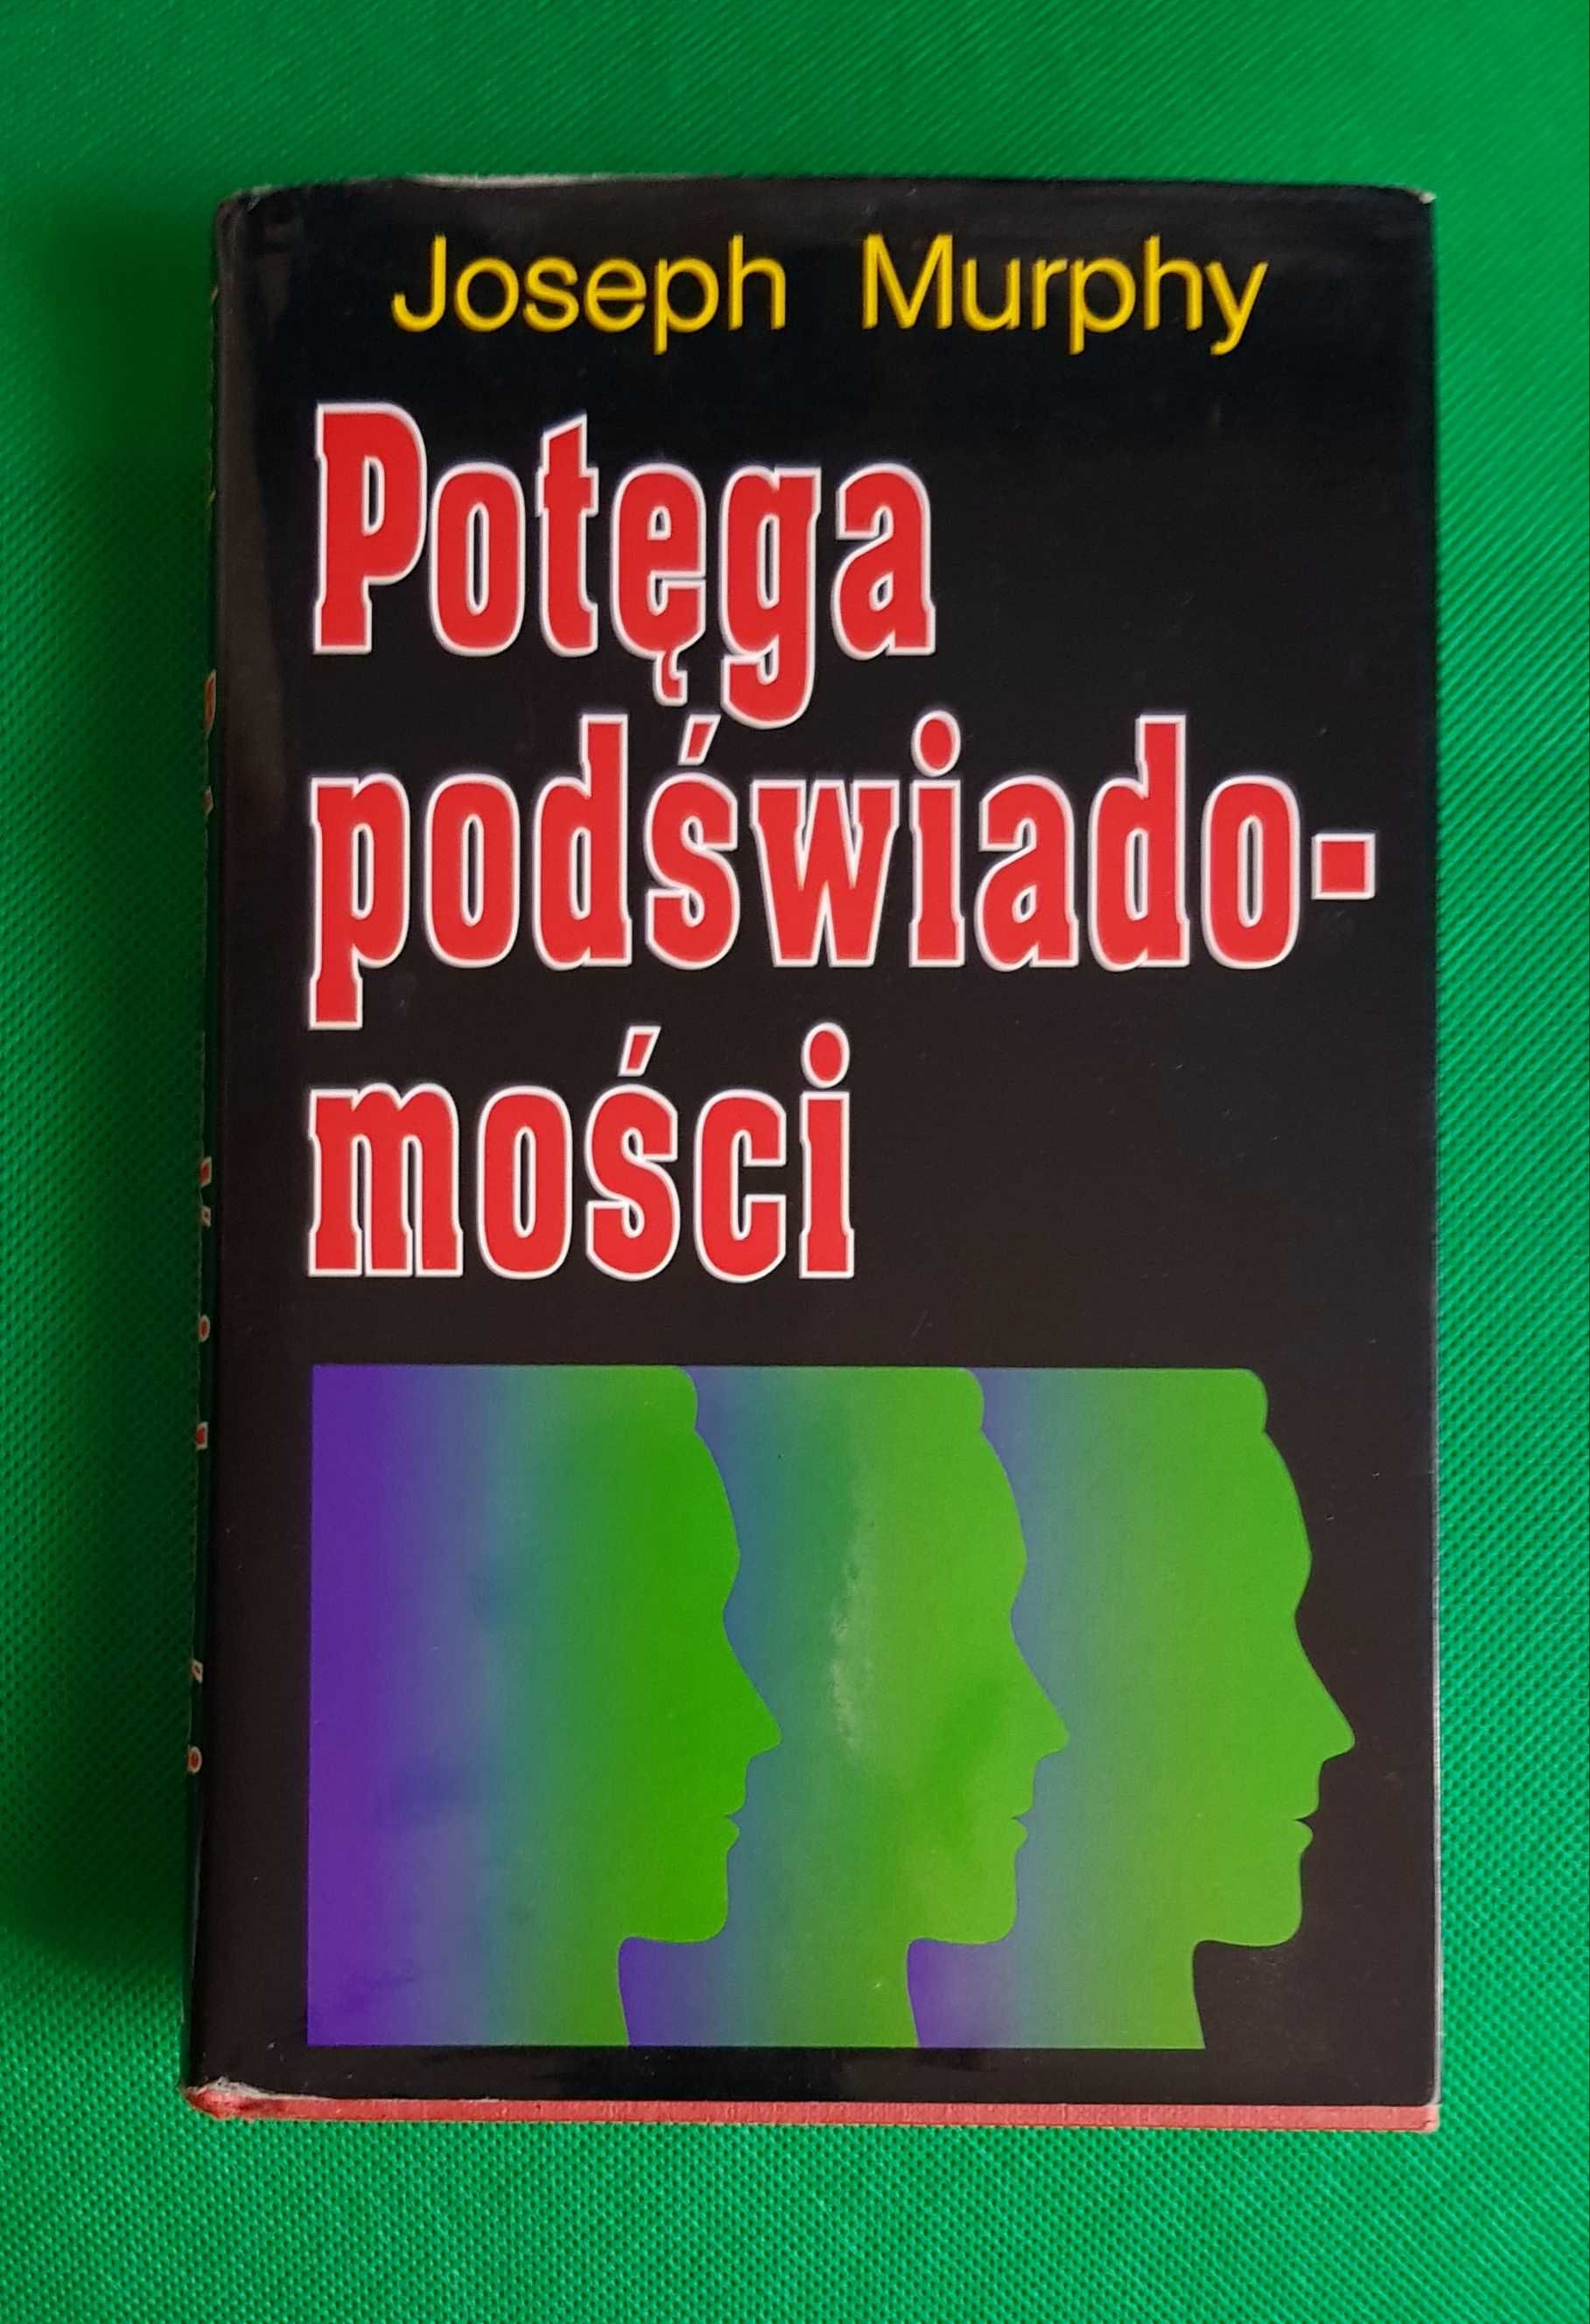 Joseph Murphy
Potęga
podświado-
mości